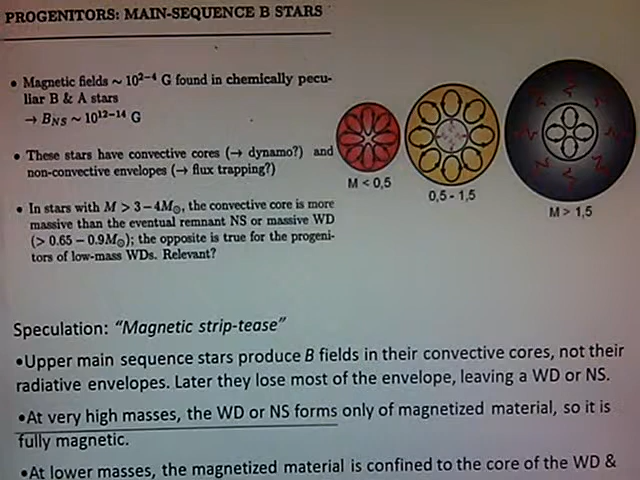 PROGENITORS: MAIN-SEQUENCE B STARS
• Magnetic fields ~ 10²⁻⁴ G found in chemically pecu-
liar B & A stars
→ B_NS ~ 10¹²⁻¹⁴ G
• These stars have convective cores (→ dynamo?) and
non-convective envelopes (→ flux trapping?)
• In stars with M > 3 − 4M⊙, the convective core is more
massive than the eventual remnant NS or massive WD
(> 0.65 − 0.9M⊙); the opposite is true for the progeni-
tors of low-mass WDs. Relevant?
M < 0,5
0,5 - 1,5
M > 1,5
Speculation: "Magnetic strip-tease"
•Upper main sequence stars produce B fields in their convective cores, not their
radiative envelopes. Later they lose most of the envelope, leaving a WD or NS.
•At very high masses, the WD or NS forms only of magnetized material, so it is
fully magnetic.
•At lower masses, the magnetized material is confined to the core of the WD &